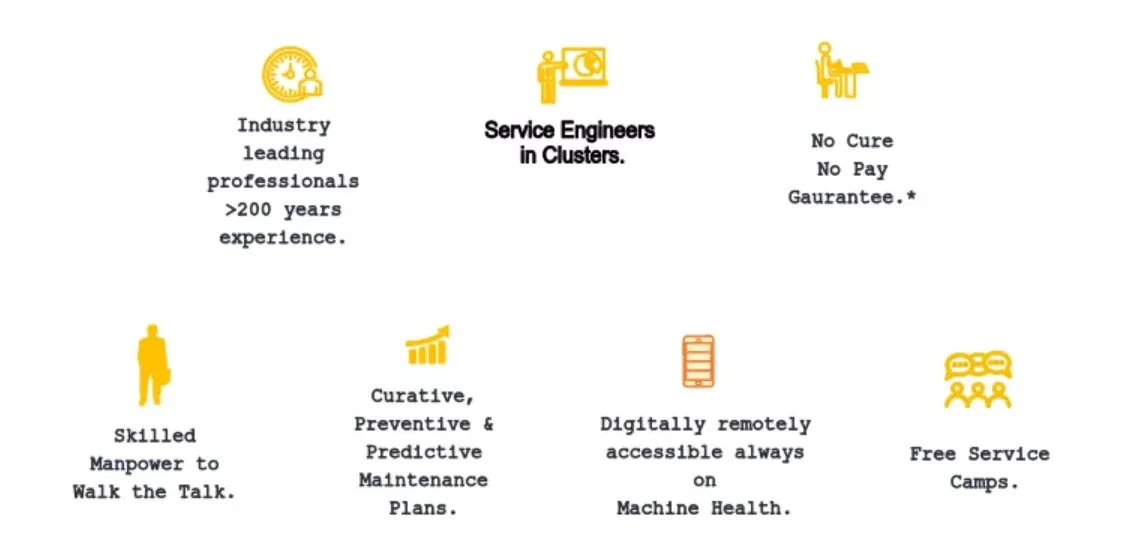 Industry
leading
professionals
>200 years
experience.
Service Engineers
in Clusters.
No Cure
No Pay
Gaurantee.*
Skilled
Manpower to
Walk the Talk.
Curative,
Preventive &
Predictive
Maintenance
Plans.
Digitally remotely
accessible always
on
Machine Health.
Free Service
Camps.